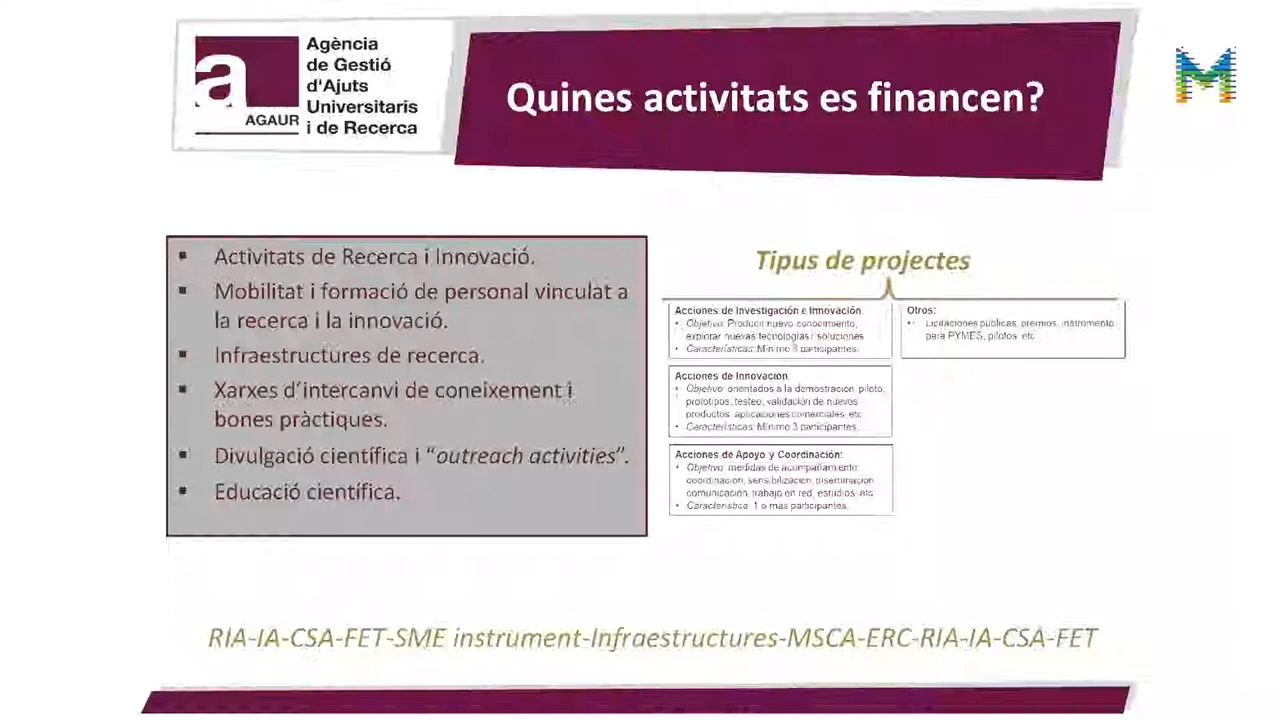 Agència
de Gestió
d'Ajuts
Universitaris
i de Recerca
a
AGAUR
Quines activitats es financen?
M
▪ Activitats de Recerca i Innovació.
▪ Mobilitat i formació de personal vinculat a
la recerca i la innovació.
▪ Infraestructures de recerca.
▪ Xarxes d'intercanvi de coneixement i
bones pràctiques.
▪ Divulgació científica i “outreach activities”.
▪ Educació científica.
Tipus de projectes
Acciones de Investigación e Innovación:
• Objetivo: Producir nuevo conocimiento,
explorar nuevas tecnologías i soluciones
• Características: Mínimo 3 participantes.
Acciones de Innovación
• Objetivo: orientados a la demostración, piloto,
prototipos, testeo, validación de nuevos
productos, aplicaciones comerciales, etc
• Características: Mínimo 3 participantes.
Acciones de Apoyo y Coordinación:
• Objetivo: medidas de acompañamiento
coordinación, sensibilización, diseminación
comunicación, trabajo en red, estudios, etc
• Característica: 1 o más participantes.
Otros:
• Licitaciones públicas, premios, instrumento
para PYMES, pilotos, etc
RIA-IA-CSA-FET-SME instrument-Infraestructures-MSCA-ERC-RIA-IA-CSA-FET